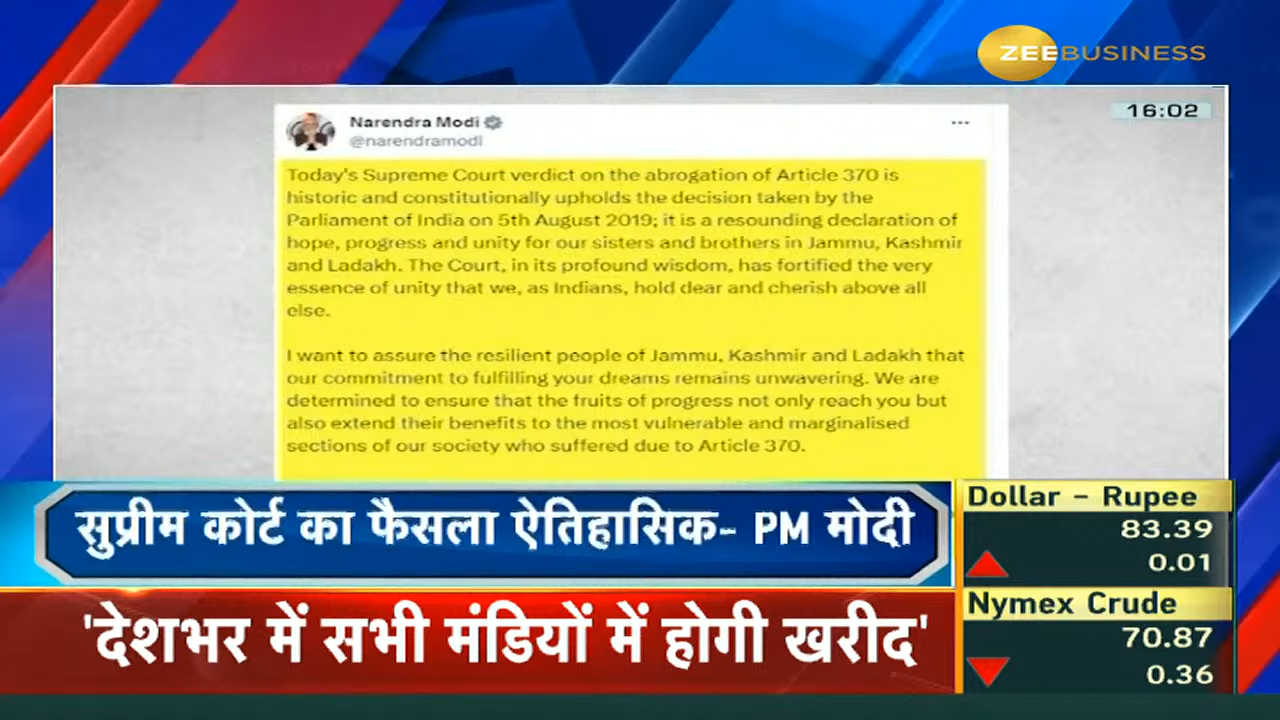 ZEEBUSINESS
16:02
Narendra Modi
@narendramodi
Today's Supreme Court verdict on the abrogation of Article 370 is
historic and constitutionally upholds the decision taken by the
Parliament of India on 5th August 2019; it is a resounding declaration of
hope, progress and unity for our sisters and brothers in Jammu, Kashmir
and Ladakh. The Court, in its profound wisdom, has fortified the very
essence of unity that we, as Indians, hold dear and cherish above all
else.
I want to assure the resilient people of Jammu, Kashmir and Ladakh that
our commitment to fulfilling your dreams remains unwavering. We are
determined to ensure that the fruits of progress not only reach you but
also extend their benefits to the most vulnerable and marginalised
sections of our society who suffered due to Article 370.
सुप्रीम कोर्ट का फैसला ऐतिहासिक- PM मोदी
'देशभर में सभी मंडियों में होगी खरीद'
Dollar - Rupee
83.39
0.01
Nymex Crude
70.87
0.36